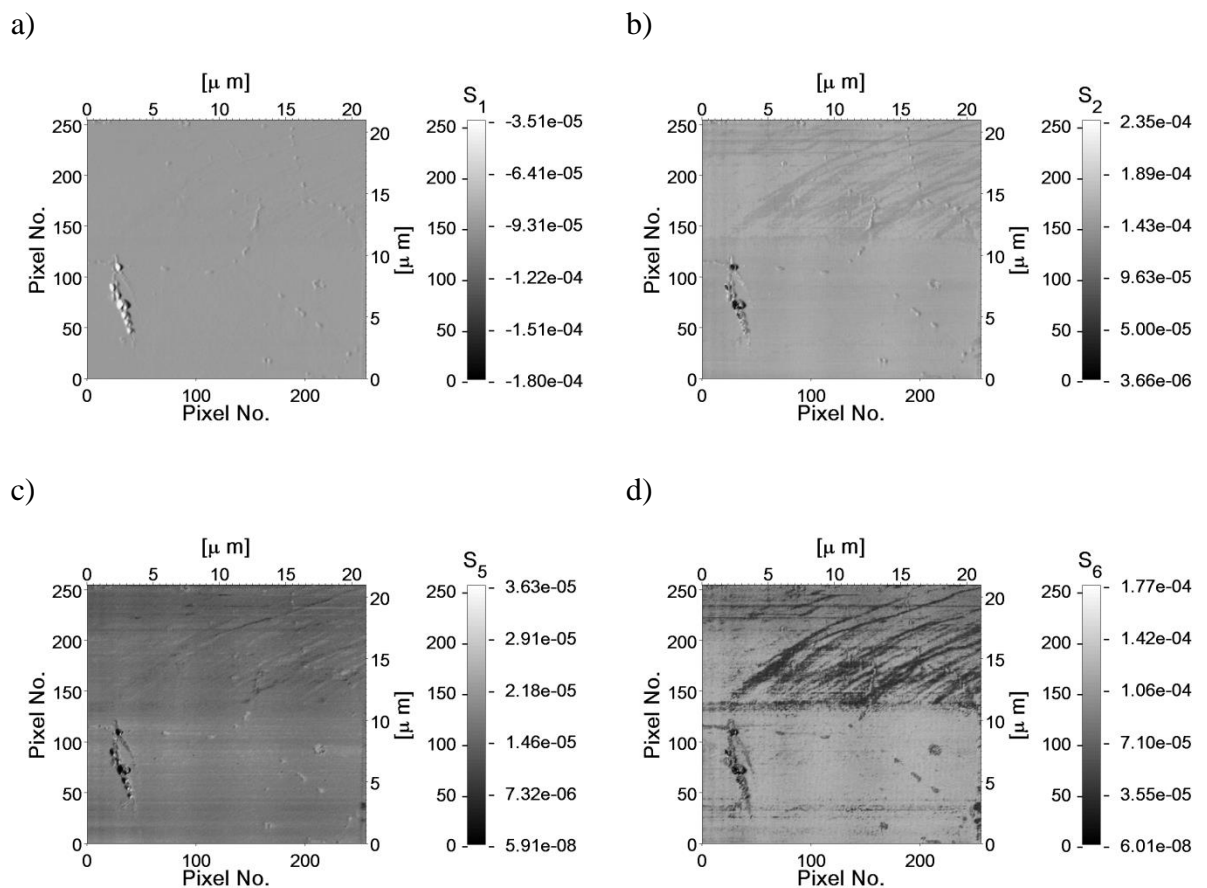 a)
b)
[μ m]
[μ m]
0 5 10 15 20
S1
0 5 10 15 20
S2
250 250 -3.51e-05
250 250 2.35e-04
20
20
200 200 -6.41e-05
200 200 1.89e-04
15
15
Pixel No.
150 150 -9.31e-05
Pixel No.
150 150 1.43e-04
10 [μ m]
10 [μ m]
100 100 -1.22e-04
100 100 9.63e-05
5
5
50 50 -1.51e-04
50 50 5.00e-05
0 0 0 -1.80e-04
0 0 0 3.66e-06
0 100 200
0 100 200
Pixel No.
Pixel No.
c)
d)
[μ m]
[μ m]
0 5 10 15 20
S5
0 5 10 15 20
S6
250 250 3.63e-05
250 250 1.77e-04
20
20
200 200 2.91e-05
200 200 1.42e-04
15
15
Pixel No.
150 150 2.18e-05
Pixel No.
150 150 1.06e-04
10 [μ m]
10 [μ m]
100 100 1.46e-05
100 100 7.10e-05
5
5
50 50 7.32e-06
50 50 3.55e-05
0 0 0 5.91e-08
0 0 0 6.01e-08
0 100 200
0 100 200
Pixel No.
Pixel No.